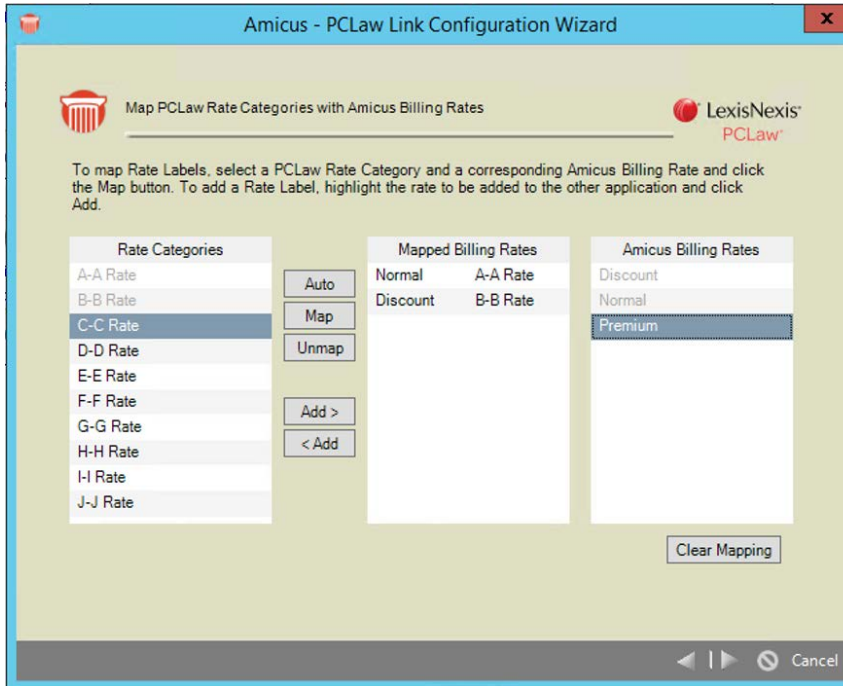 Amicus - PCLaw Link Configuration Wizard
x
Map PCLaw Rate Categories with Amicus Billing Rates
LexisNexis®
PCLaw®
To map Rate Labels, select a PCLaw Rate Category and a corresponding Amicus Billing Rate and click
the Map button. To add a Rate Label, highlight the rate to be added to the other application and click
Add.
Rate Categories
A-A Rate
B-B Rate
C-C Rate
D-D Rate
E-E Rate
F-F Rate
G-G Rate
H-H Rate
I-I Rate
J-J Rate
Auto
Map
Unmap
Add >
< Add
Mapped Billing Rates
Normal A-A Rate
Discount B-B Rate
Amicus Billing Rates
Discount
Normal
Premium
Clear Mapping
Cancel